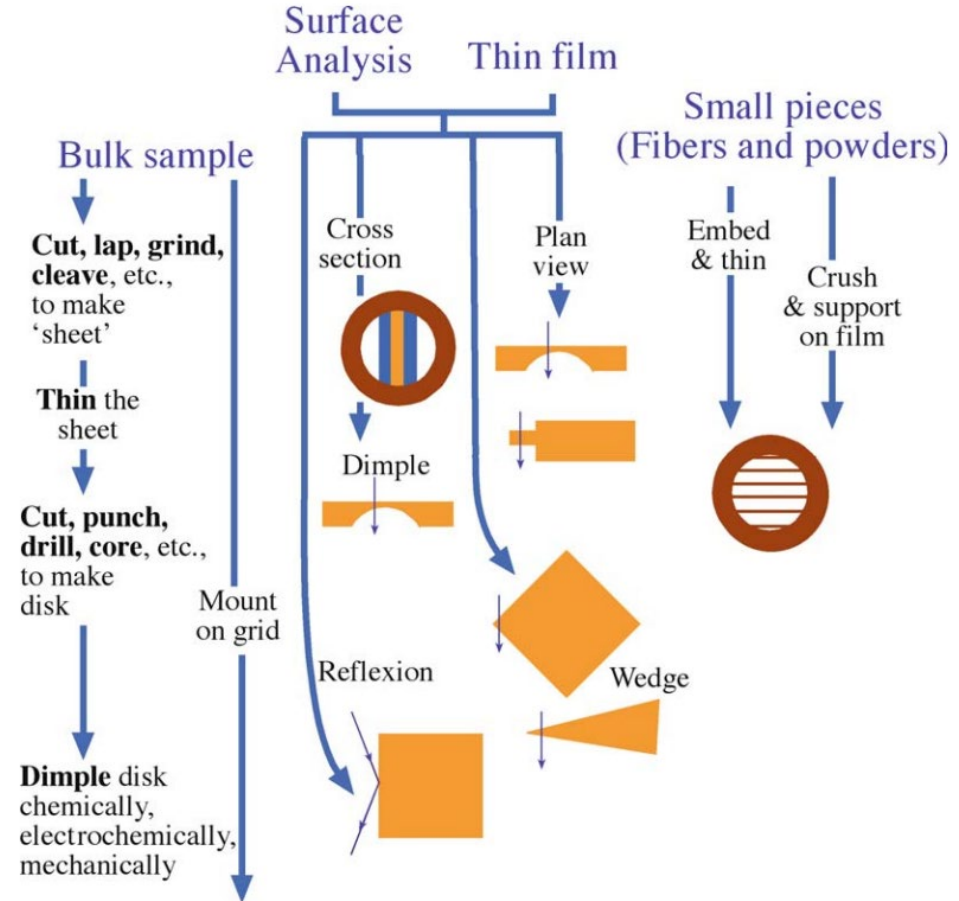 Surface
Analysis
Thin film
Small pieces
(Fibers and powders)
Bulk sample
Cut, lap, grind,
cleave, etc.,
to make
‘sheet’
Thin the
sheet
Cut, punch,
drill, core, etc.,
to make
disk
Dimple disk
chemically,
electrochemically,
mechanically
Mount
on grid
Cross
section
Dimple
Reflexion
Plan
view
Wedge
Embed
& thin
Crush
& support
on film